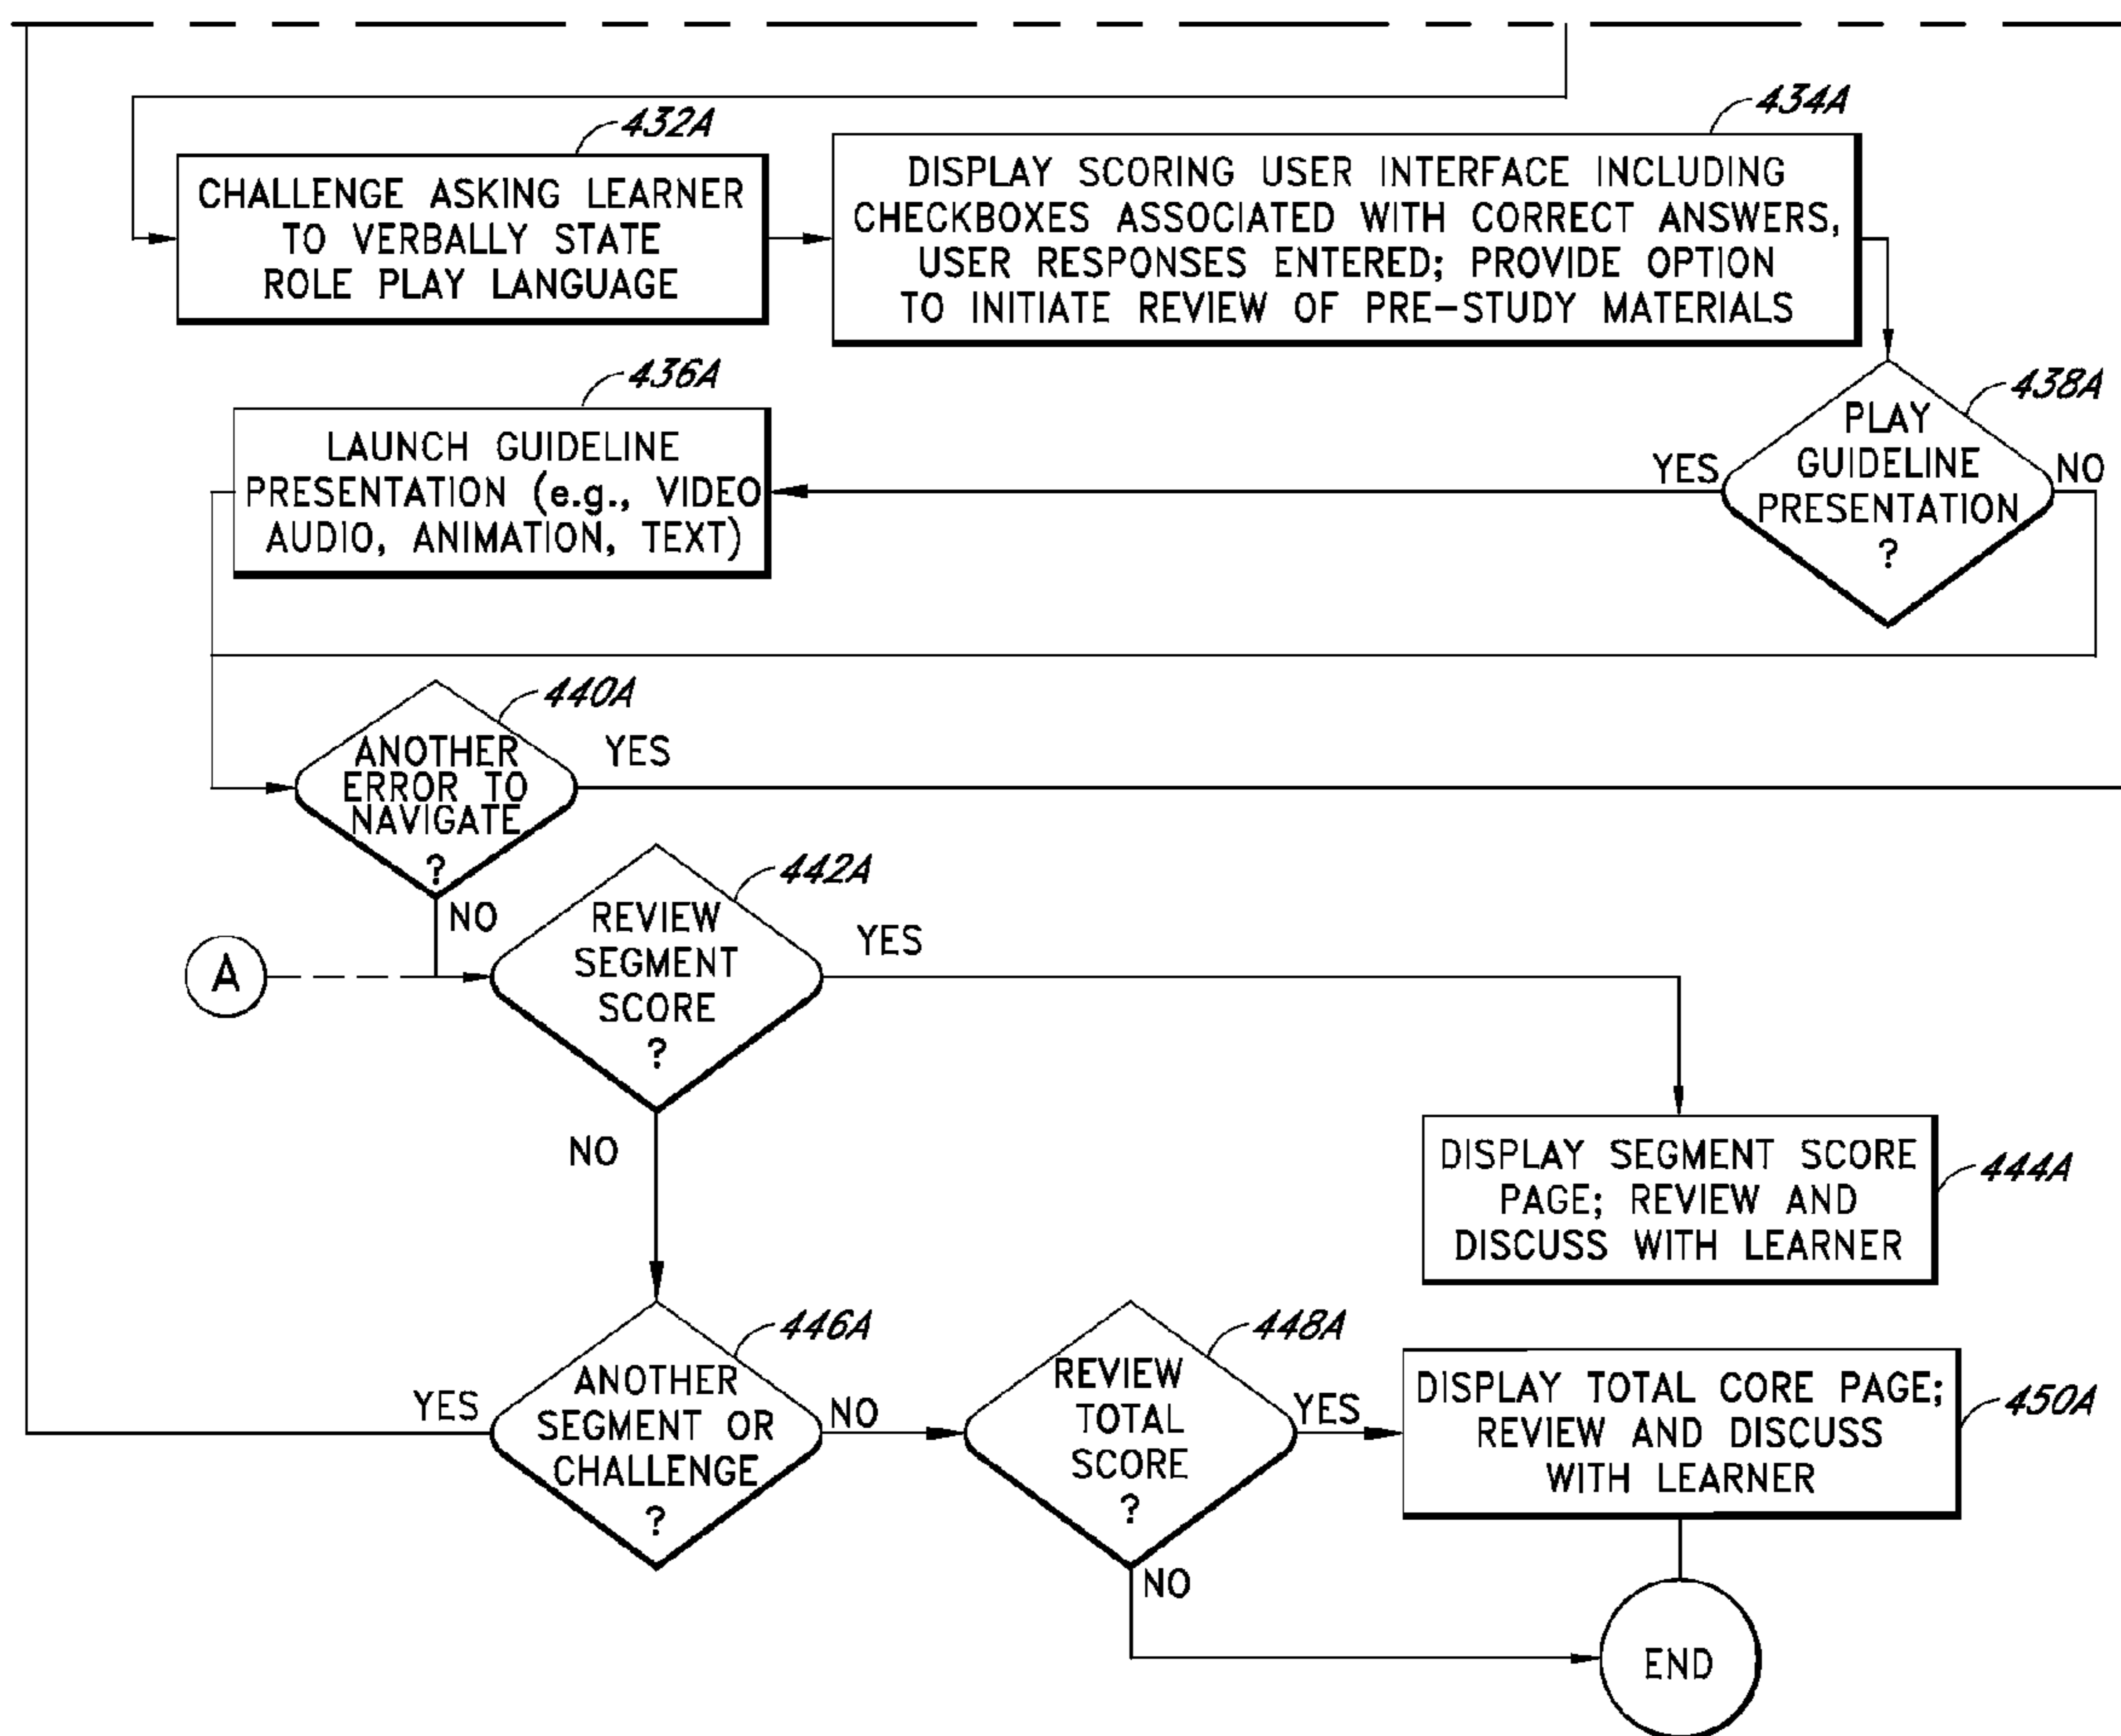 432A
CHALLENGE ASKING LEARNER
TO VERBALLY STATE
ROLE PLAY LANGUAGE
434A
DISPLAY SCORING USER INTERFACE INCLUDING
CHECKBOXES ASSOCIATED WITH CORRECT ANSWERS,
USER RESPONSES ENTERED; PROVIDE OPTION
TO INITIATE REVIEW OF PRE-STUDY MATERIALS
436A
LAUNCH GUIDELINE
PRESENTATION (e.g., VIDEO
AUDIO, ANIMATION, TEXT)
438A
PLAY
GUIDELINE
PRESENTATION
?
YES
NO
440A
ANOTHER
ERROR TO
NAVIGATE
?
YES
NO
A
442A
REVIEW
SEGMENT
SCORE
?
YES
NO
DISPLAY SEGMENT SCORE
PAGE; REVIEW AND
DISCUSS WITH LEARNER
444A
446A
ANOTHER
SEGMENT OR
CHALLENGE
?
YES
NO
448A
REVIEW
TOTAL
SCORE
?
YES
NO
DISPLAY TOTAL CORE PAGE;
REVIEW AND DISCUSS
WITH LEARNER
450A
END